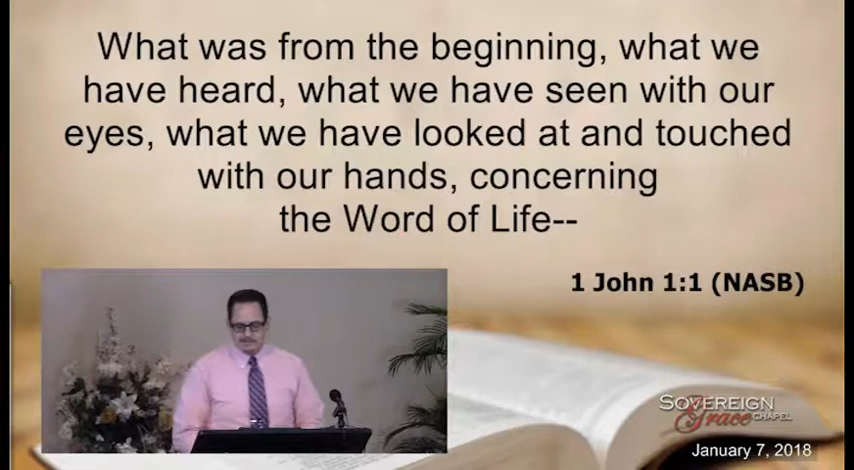 What was from the beginning, what we
have heard, what we have seen with our
eyes, what we have looked at and touched
with our hands, concerning
the Word of Life--
1 John 1:1 (NASB)
SOVEREIGN
Grace CHAPEL
January 7, 2018